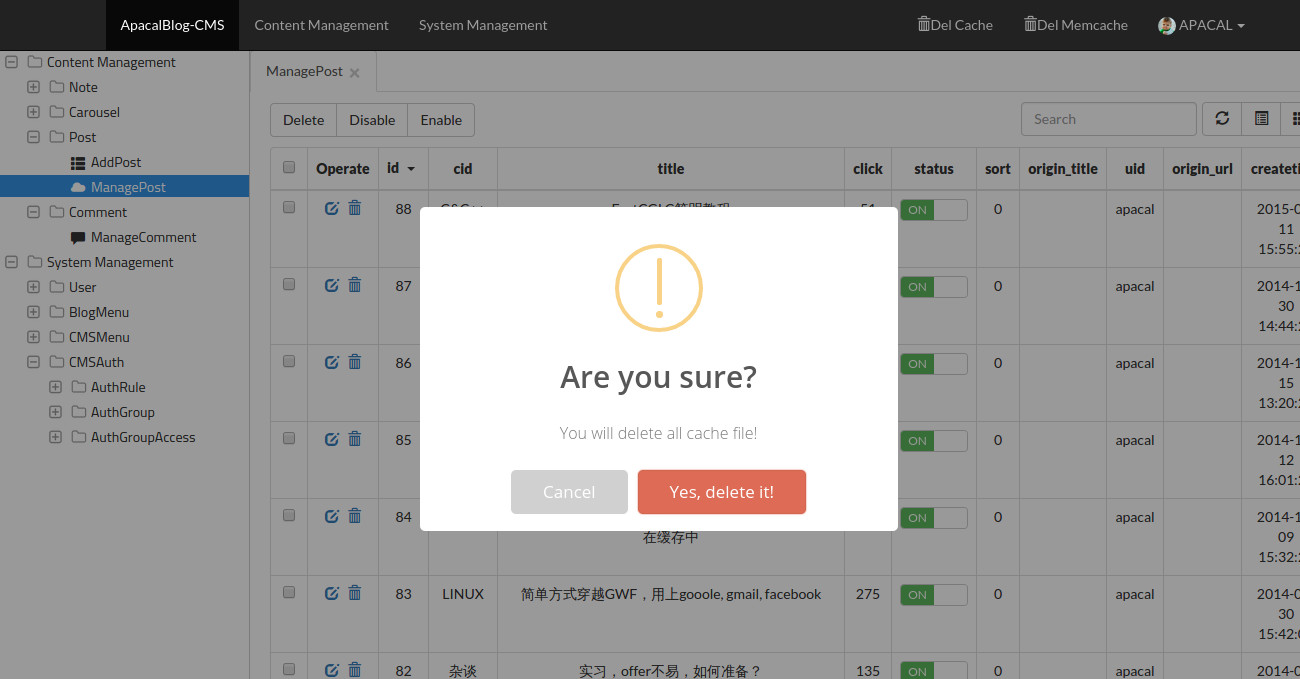 ApacalBlog-CMS Content Management System Management Del Cache Del Memcache APACAL
Content Management
Note
Carousel
Post
AddPost
ManagePost
Comment
ManageComment
System Management
User
BlogMenu
CMSMenu
CMSAuth
AuthRule
AuthGroup
AuthGroupAccess
ManagePost
Delete Disable Enable Search
Operate id cid title click status sort origin_title uid origin_url createti
88 ON 0 apacal 2015-0
11
15:55:
87 ON 0 apacal 2014-1
30
14:44:
86 ON 0 apacal 2014-1
15
13:20:
85 ON 0 apacal 2014-1
12
16:01:
84 ON 0 apacal 2014-1
09
15:32:
在缓存中
83 LINUX 简单方式穿越GWF，用上gooole, gmail, facebook 275 ON 0 apacal 2014-0
30
15:42:
82 杂谈 实习，offer不易，如何准备？ 135 ON 0 apacal 2014-0
Are you sure?
You will delete all cache file!
Cancel Yes, delete it!